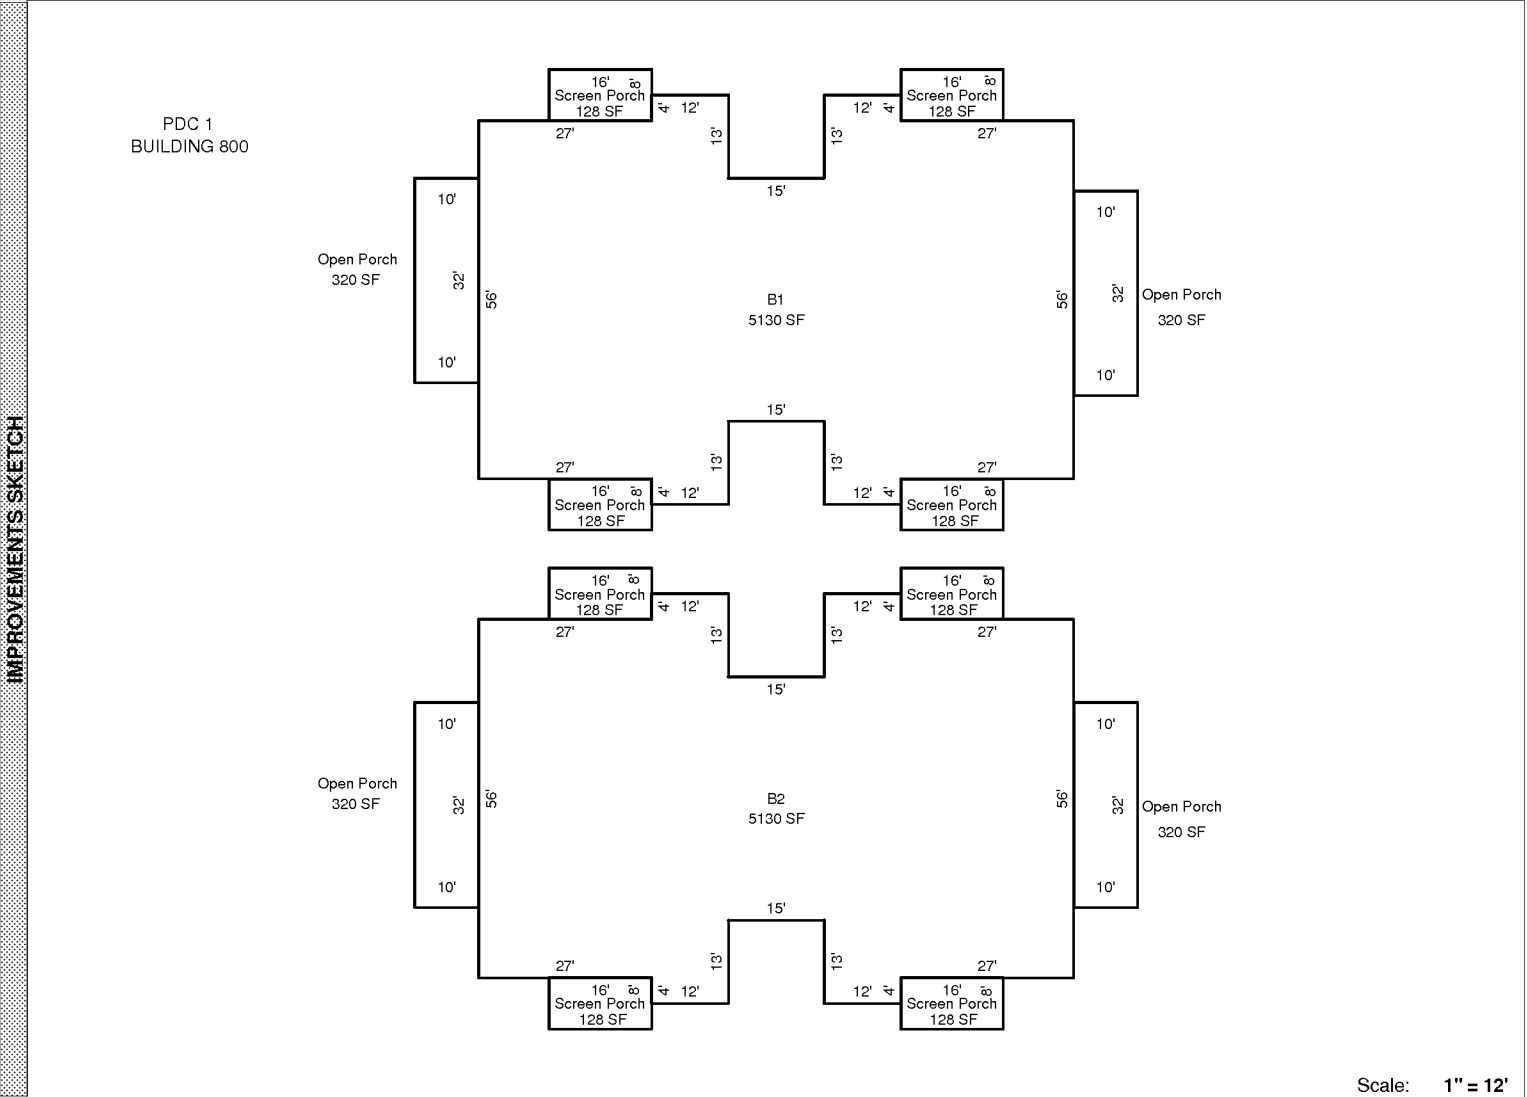 IMPROVEMENTS SKETCH
PDC 1
BUILDING 800
16' 8'
Screen Porch
128 SF
4' 12'
27'
13'
15'
13'
12' 4'
16' 8'
Screen Porch
128 SF
27'
10'
32'
10'
Open Porch
320 SF
56'
B1
5130 SF
56'
10'
32'
10'
Open Porch
320 SF
15'
27'
16' 8'
Screen Porch
128 SF
4' 12'
13'
13'
12' 4'
27'
16' 8'
Screen Porch
128 SF
16' 8'
Screen Porch
128 SF
4' 12'
27'
13'
15'
13'
12' 4'
16' 8'
Screen Porch
128 SF
27'
10'
32'
10'
Open Porch
320 SF
56'
B2
5130 SF
56'
10'
32'
10'
Open Porch
320 SF
15'
27'
16' 8'
Screen Porch
128 SF
4' 12'
13'
13'
12' 4'
27'
16' 8'
Screen Porch
128 SF
Scale: 1" = 12'